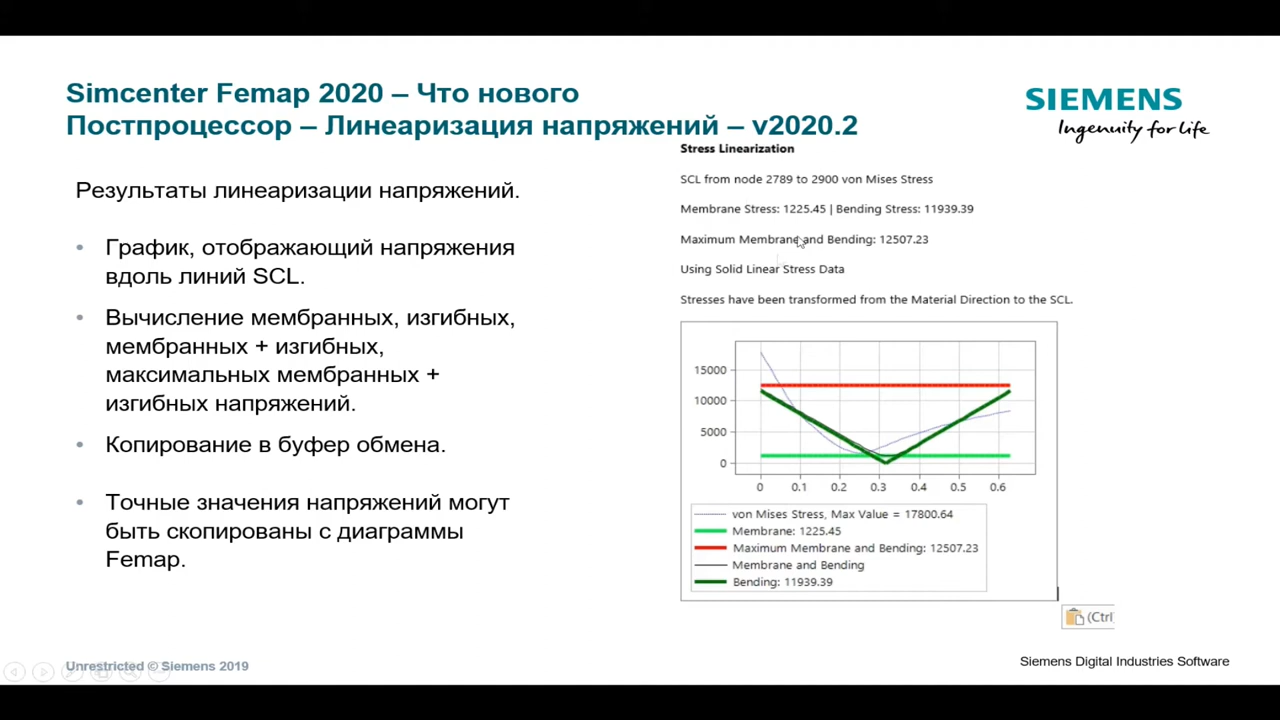 Simcenter Femap 2020 – Что нового
Постпроцессор – Линеаризация напряжений – v2020.2
SIEMENS
Ingenuity for life
Результаты линеаризации напряжений.
• График, отображающий напряжения
вдоль линий SCL.
• Вычисление мембранных, изгибных,
мембранных + изгибных,
максимальных мембранных +
изгибных напряжений.
• Копирование в буфер обмена.
• Точные значения напряжений могут
быть скопированы с диаграммы
Femap.
Stress Linearization
SCL from node 2789 to 2900 von Mises Stress
Membrane Stress: 1225.45 | Bending Stress: 11939.39
Maximum Membrane and Bending: 12507.23
Using Solid Linear Stress Data
Stresses have been transformed from the Material Direction to the SCL.
15000
10000
5000
0
0 0.1 0.2 0.3 0.4 0.5 0.6
von Mises Stress, Max Value = 17800.64
Membrane: 1225.45
Maximum Membrane and Bending: 12507.23
Membrane and Bending
Bending: 11939.39
(Ctrl
Unrestricted © Siemens 2019
Siemens Digital Industries Software